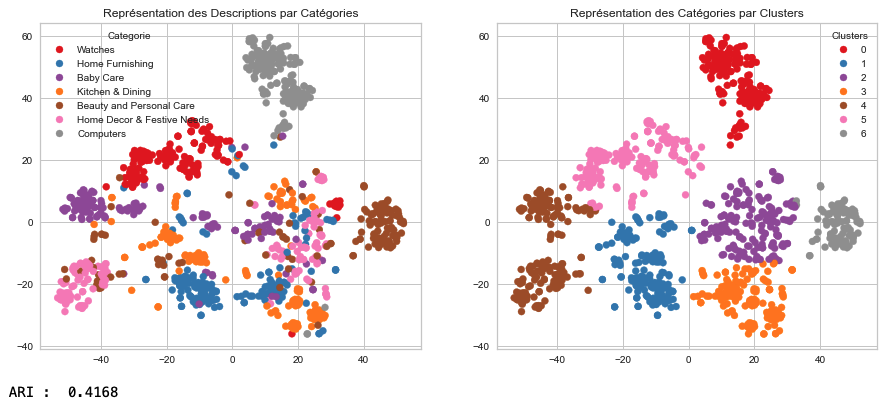 Représentation des Descriptions par Catégories
Categorie
Watches
Home Furnishing
Baby Care
Kitchen & Dining
Beauty and Personal Care
Home Decor & Festive Needs
Computers
60
40
20
0
−20
−40
−40
−20
0
20
40
Représentation des Catégories par Clusters
Clusters
0
1
2
3
4
5
6
60
40
20
0
−20
−40
−40
−20
0
20
40
ARI :  0.4168